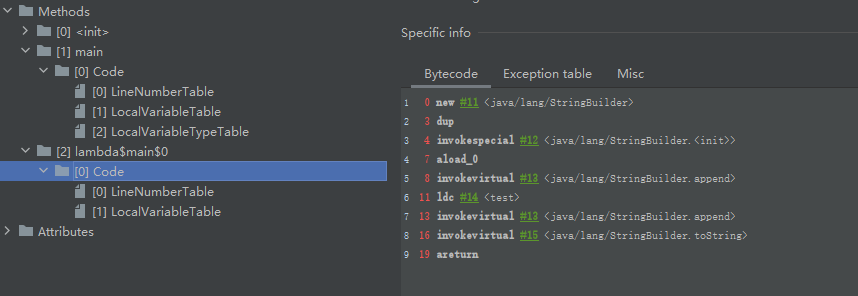 Methods
[0] <init>
[1] main
[0] Code
[0] LineNumberTable
[1] LocalVariableTable
[2] LocalVariableTypeTable
[2] lambda$main$0
[0] Code
[0] LineNumberTable
[1] LocalVariableTable
Attributes
Specific info
Bytecode Exception table Misc
1 0 new #11 <java/lang/StringBuilder>
2 3 dup
3 4 invokespecial #12 <java/lang/StringBuilder.<init>>
4 7 aload_0
5 8 invokevirtual #13 <java/lang/StringBuilder.append>
6 11 ldc #14 <test>
7 13 invokevirtual #13 <java/lang/StringBuilder.append>
8 16 invokevirtual #15 <java/lang/StringBuilder.toString>
9 19 areturn